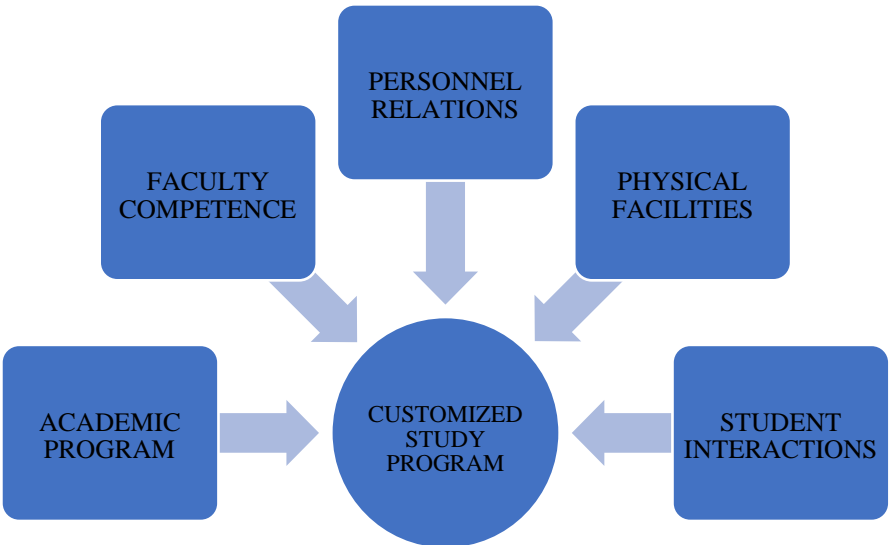 PERSONNEL
RELATIONS
FACULTY
COMPETENCE
PHYSICAL
FACILITIES
ACADEMIC
PROGRAM
CUSTOMIZED
STUDY
PROGRAM
STUDENT
INTERACTIONS